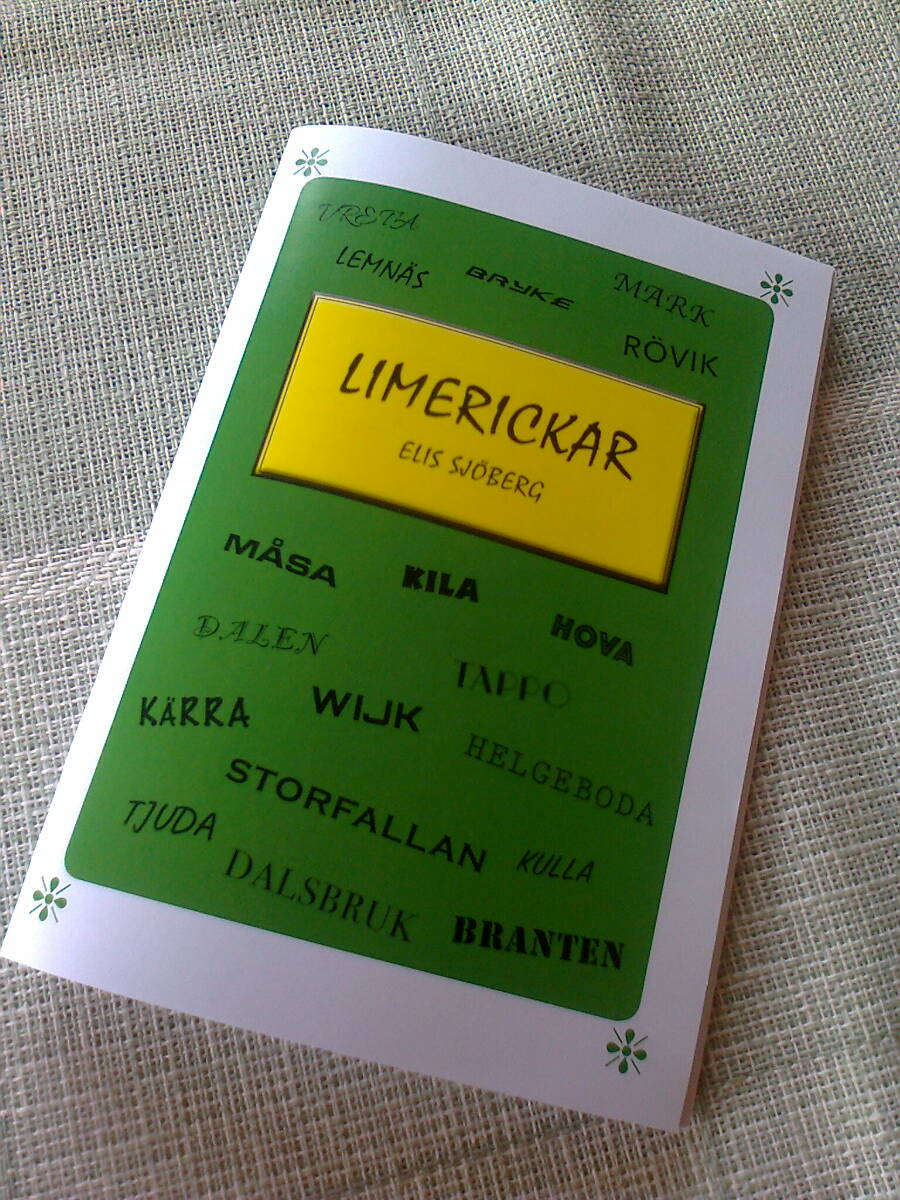 VRETA
LEMNÄS BRYKE MARK
RÖVIK
LIMERICKAR
ELIS SJÖBERG
MÅSA KILA HOVA
DALEN TAPPO
KÄRRA WIJK HELGEBODA
STORFALLAN
TJUDA KULLA
DALSBRUK BRANTEN